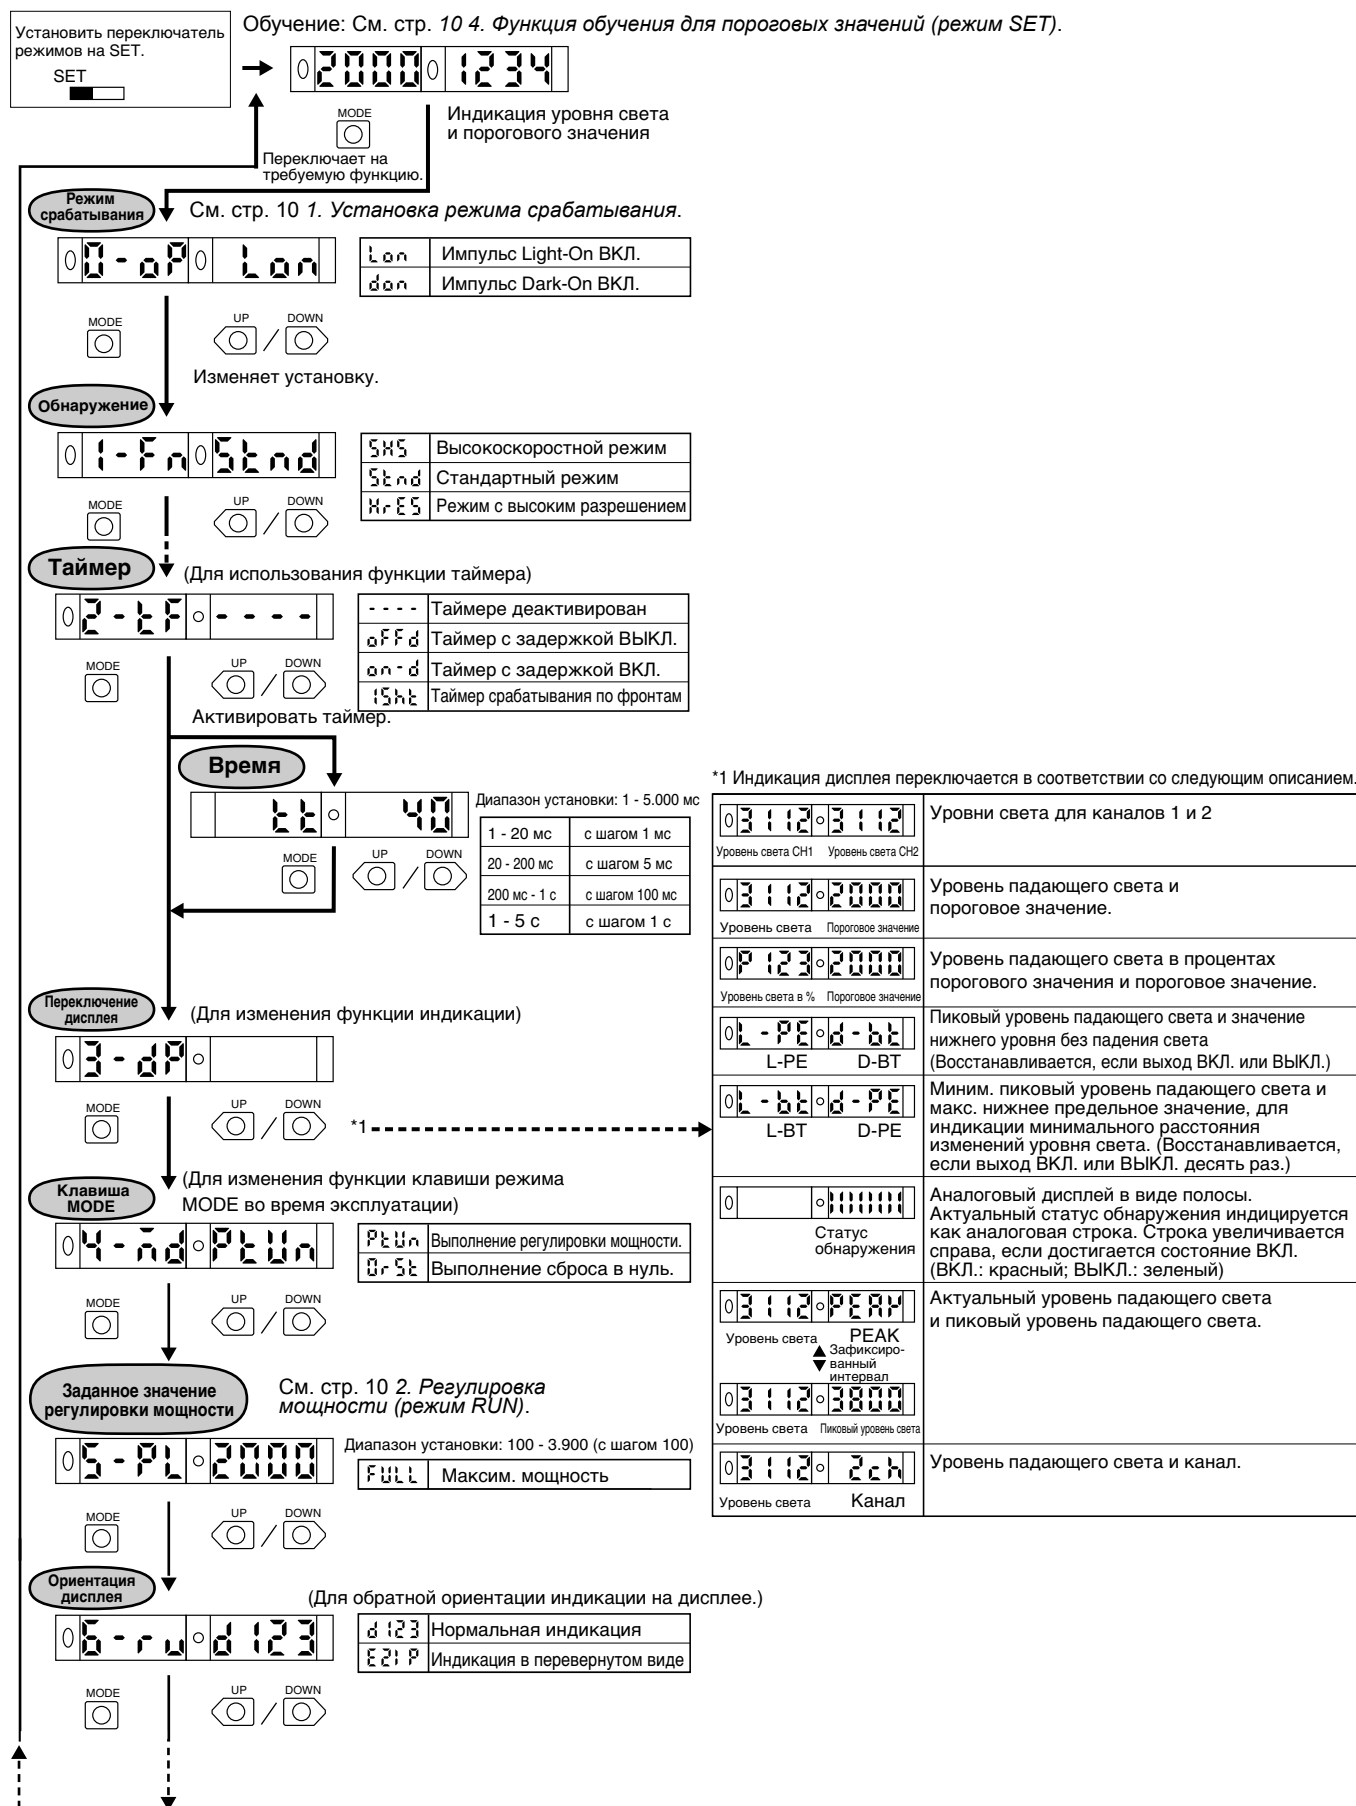 Установить переключатель
режимов на SET.
SET
Обучение: См. стр. 10 4. Функция обучения для пороговых значений (режим SET).
2000 1234
MODE
Индикация уровня света
и порогового значения
Переключает на
требуемую функцию.
Режим
срабатывания
См. стр. 10 1. Установка режима срабатывания.
0-oP Lon
Lon Импульс Light-On ВКЛ.
don Импульс Dark-On ВКЛ.
MODE UP DOWN
Изменяет установку.
Обнаружение
1-Fn Stnd
SHS Высокоскоростной режим
Stnd Стандартный режим
HrES Режим с высоким разрешением
MODE UP DOWN
Таймер
(Для использования функции таймера)
2-tF ----
---- Таймере деактивирован
oFFd Таймер с задержкой ВЫКЛ.
on-d Таймер с задержкой ВКЛ.
1Sht Таймер срабатывания по фронтам
MODE UP DOWN
Активировать таймер.
Время
tt 40
MODE UP DOWN
Диапазон установки: 1 - 5.000 мс
1 - 20 мс с шагом 1 мс
20 - 200 мс с шагом 5 мс
200 мс - 1 с с шагом 100 мс
1 - 5 с с шагом 1 с
Переключение
дисплея
(Для изменения функции индикации)
3-dP
MODE UP DOWN
*1
Клавиша
MODE
(Для изменения функции клавиши режима
MODE во время эксплуатации)
4-md PtUn
PtUn Выполнение регулировки мощности.
0rSt Выполнение сброса в нуль.
MODE UP DOWN
Заданное значение
регулировки мощности
См. стр. 10 2. Регулировка
мощности (режим RUN).
5-PL 2000
Диапазон установки: 100 - 3.900 (с шагом 100)
FULL Максим. мощность
MODE UP DOWN
Ориентация
дисплея
(Для обратной ориентации индикации на дисплее.)
6-ru d123
d123 Нормальная индикация
EZ1P Индикация в перевернутом виде
MODE UP DOWN
*1 Индикация дисплея переключается в соответствии со следующим описанием.
3112 3112
Уровень света CH1 Уровень света CH2
Уровни света для каналов 1 и 2
3112 2000
Уровень света Пороговое значение
Уровень падающего света и
пороговое значение.
P123 2000
Уровень света в % Пороговое значение
Уровень падающего света в процентах
порогового значения и пороговое значение.
L-PE d-bt
L-PE D-BT
Пиковый уровень падающего света и значение
нижнего уровня без падения света
(Восстанавливается, если выход ВКЛ. или ВЫКЛ.)
L-bt d-PE
L-BT D-PE
Миним. пиковый уровень падающего света и
макс. нижнее предельное значение, для
индикации минимального расстояния
изменений уровня света. (Восстанавливается,
если выход ВКЛ. или ВЫКЛ. десять раз.)
Статус
обнаружения
Аналоговый дисплей в виде полосы.
Актуальный статус обнаружения индицируется
как аналоговая строка. Строка увеличивается
справа, если достигается состояние ВКЛ.
(ВКЛ.: красный; ВЫКЛ.: зеленый)
3112 PEAK
Уровень света PEAK
Зафиксиро-
ванный
интервал
3112 3800
Уровень света Пиковый уровень света
Актуальный уровень падающего света
и пиковый уровень падающего света.
3112 2ch
Уровень света Канал
Уровень падающего света и канал.